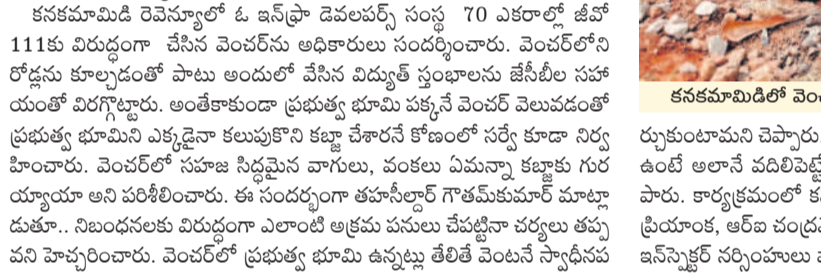 కనకమామిడి రెవెన్యూలో ఓ ఇన్‌ఫ్రా డెవలపర్స్ సంస్థ 70 ఎకరాల్లో జీవో
111కు విరుద్ధంగా చేసిన వెంచర్‌ను అధికారులు సందర్శించారు. వెంచర్‌లోని
రోడ్లను కూల్చడంతో పాటు అందులో వేసిన విద్యుత్ స్తంభాలను జేసీబీల సహా
యంతో విరగ్గొట్టారు. అంతేకాకుండా ప్రభుత్వ భూమి పక్కనే వెంచర్ వెలువడంతో
ప్రభుత్వ భూమిని ఎక్కడైనా కలుపుకొని కబ్జా చేశారనే కోణంలో సర్వే కూడా నిర్వ
హించారు. వెంచర్‌లో సహజ సిద్ధమైన వాగులు, వంకలు ఏమన్నా కబ్జాకు గుర
య్యాయా అని పరిశీలించారు. ఈ సందర్భంగా తహసీల్దార్ గౌతమ్‌కుమార్ మాట్లా
డుతూ.. నిబంధనలకు విరుద్ధంగా ఎలాంటి అక్రమ పనులు చేపట్టినా చర్యలు తప్ప
వని హెచ్చరించారు. వెంచర్‌లో ప్రభుత్వ భూమి ఉన్నట్లు తేలితే వెంటనే స్వాధీనప
కనకమామిడిలో
ర్చుకుంటామని చెప్పారు
ఉంటే అలానే
పారు. కార్యక్రమంలో
ప్రియాంక, ఆర్ఐ
ఇన్‌స్పెక్టర్ నర్సింహులు